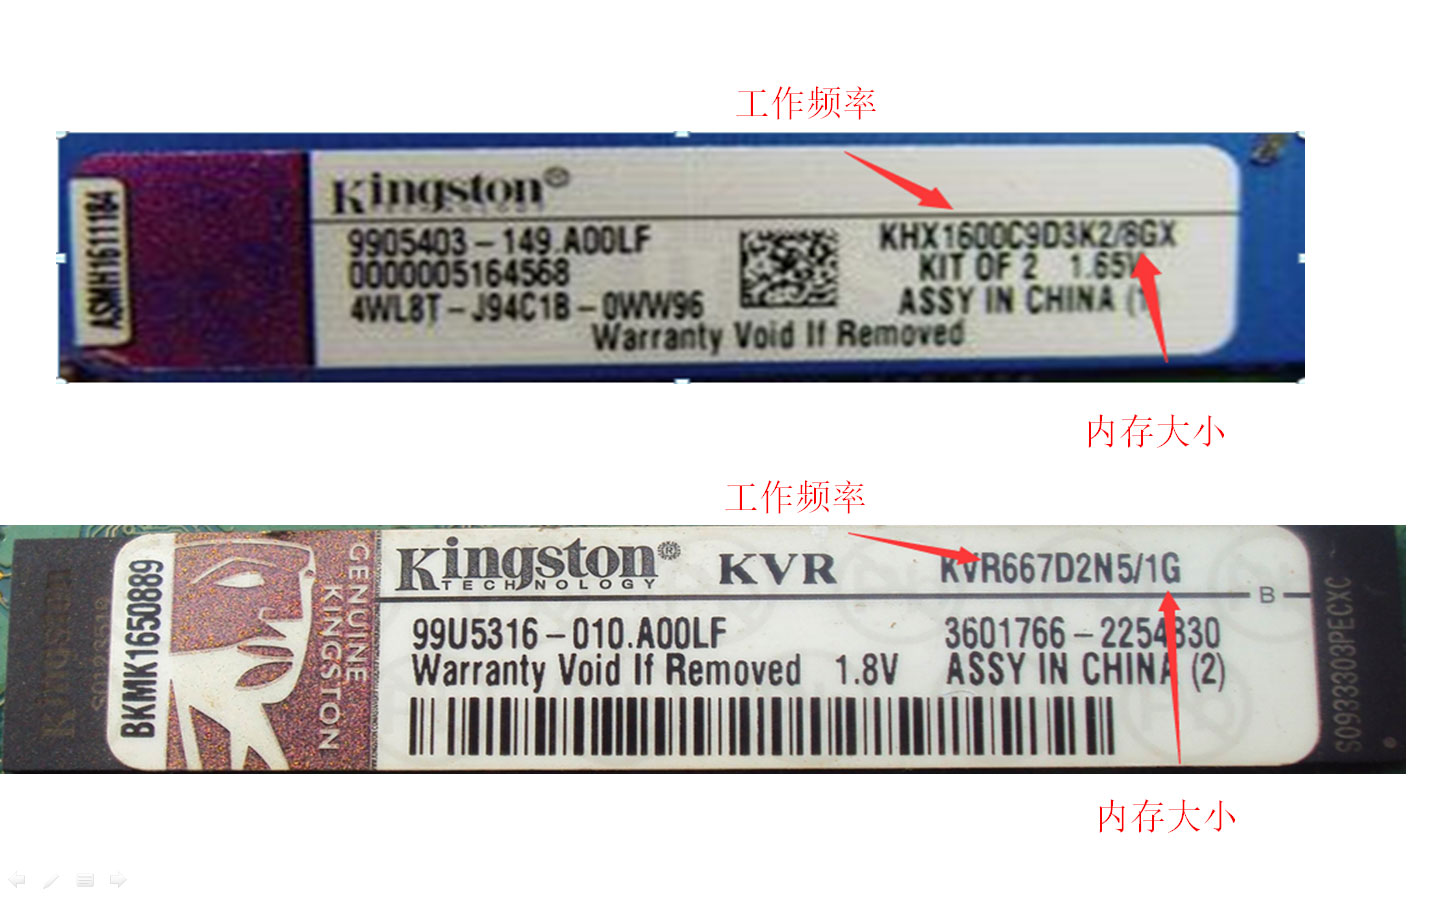 工作频率
Kingston
ASMH1611184
9905403-149.A00LF
0000005164568
4WL8T-J94C1B-0WW96
KHX1600C9D3K2/8GX
KIT OF 2 1.65V
ASSY IN CHINA (1)
Warranty Void If Removed
内存大小
工作频率
Kingston®
TECHNOLOGY
KVR
KVR667D2N5/1G
BKMK1650889
GENUINE
KINGSTON
B
99U5316-010.A00LF
3601766-2254830
Warranty Void If Removed 1.8V
ASSY IN CHINA (2)
S09333303PECXC
内存大小